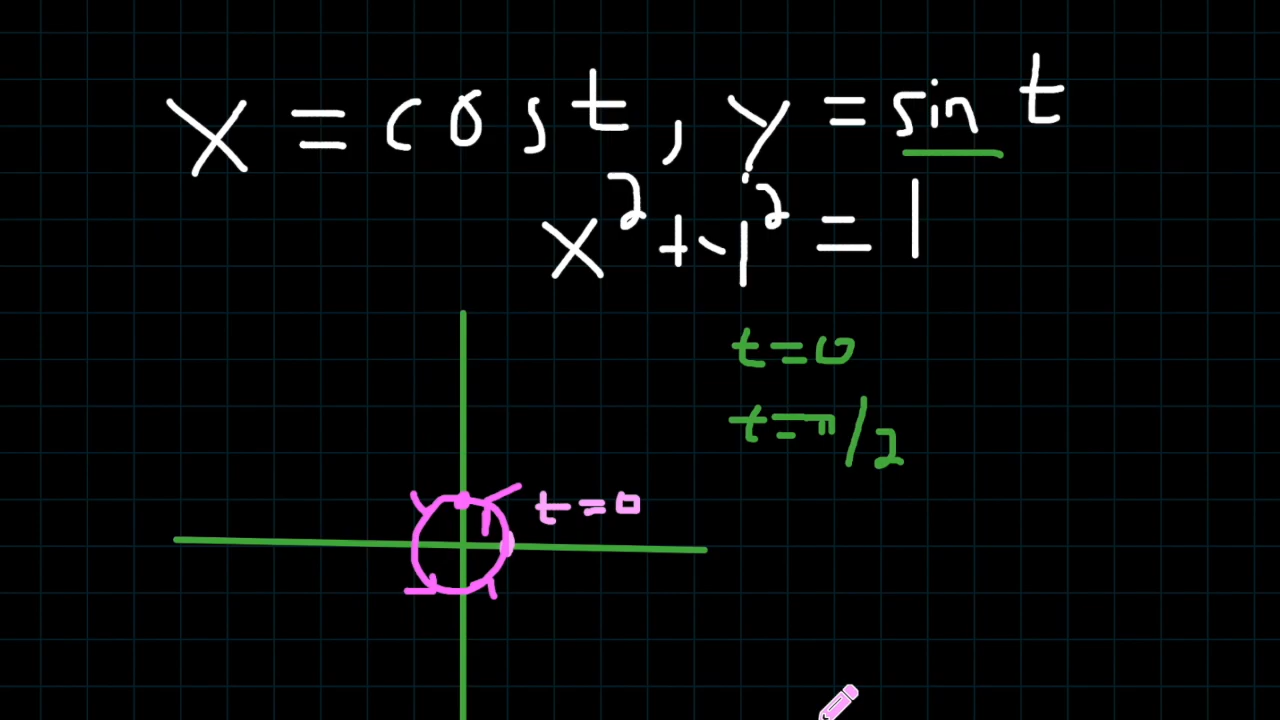 x = cos t, y = sin t
x² + y² = 1
t = 0
t = π/2
t = 0